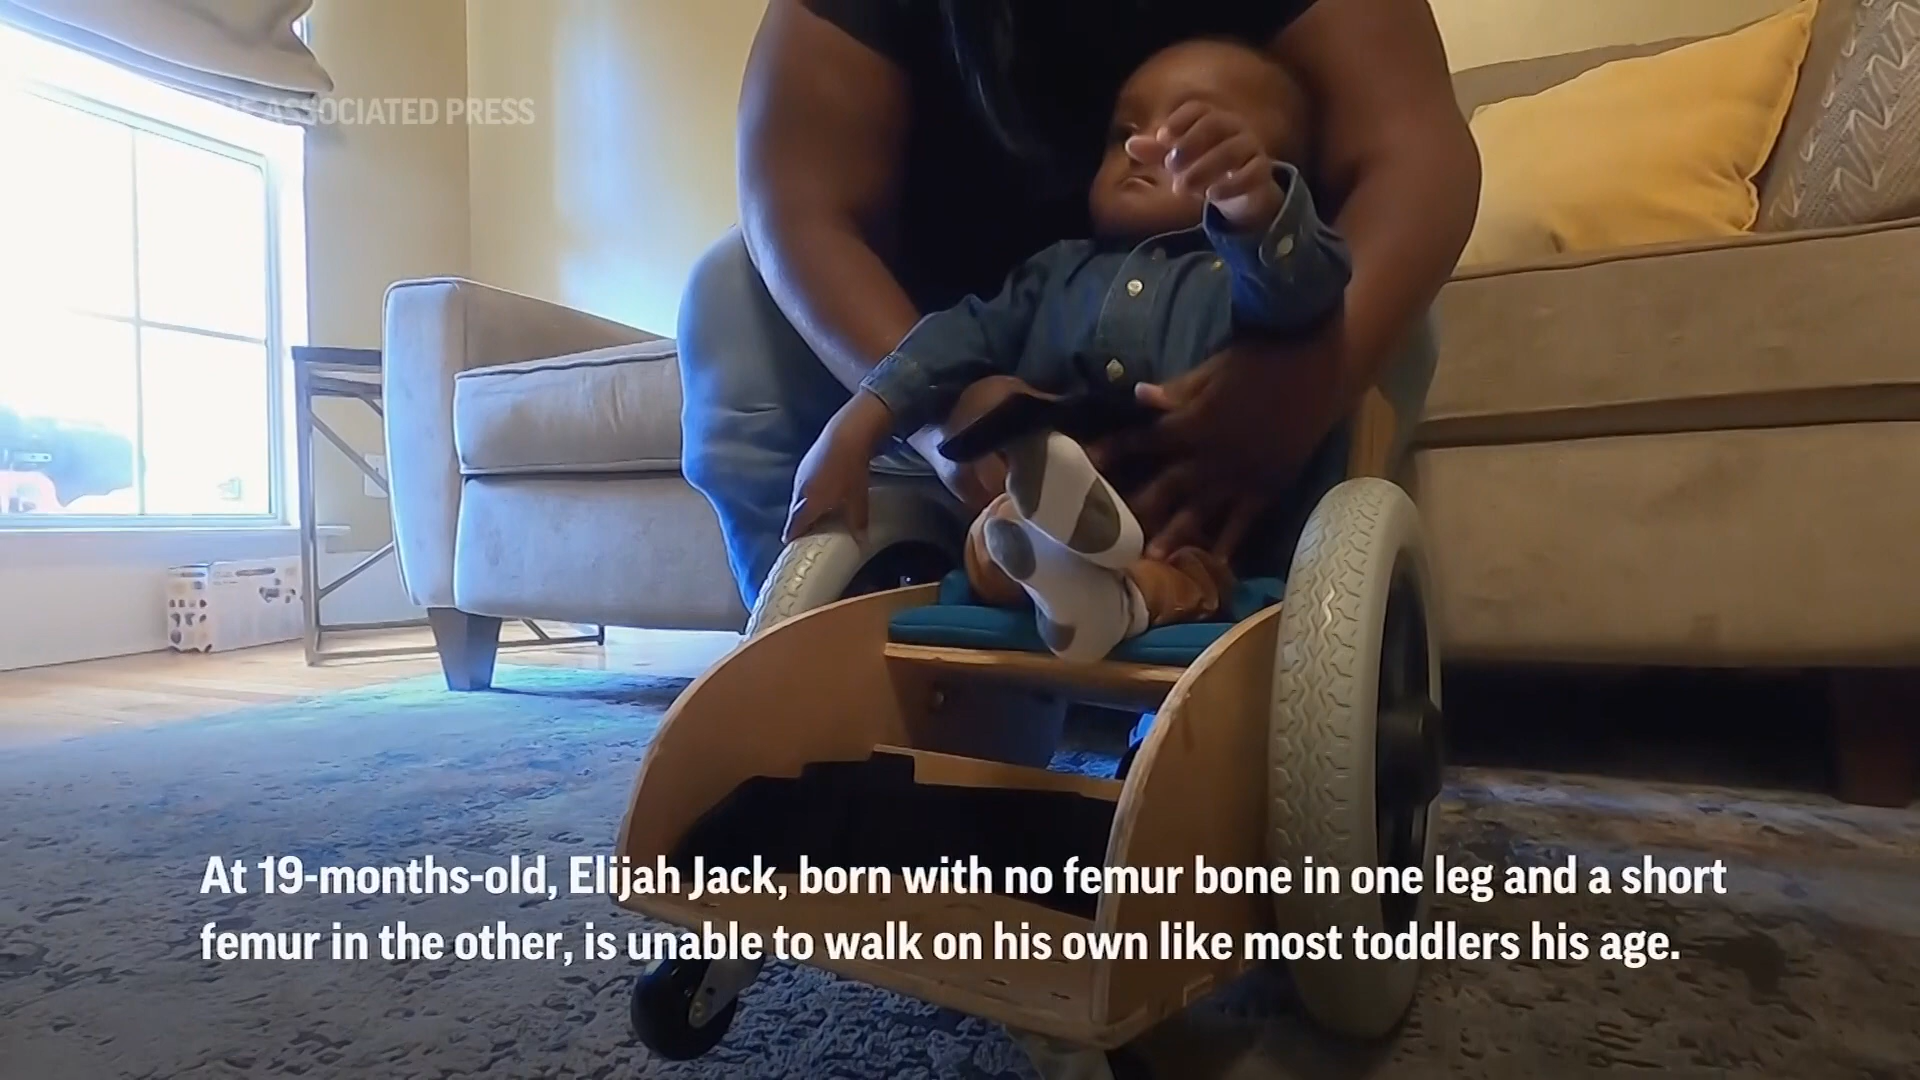 ASSOCIATED PRESS
At 19-months-old, Elijah Jack, born with no femur bone in one leg and a short
femur in the other, is unable to walk on his own like most toddlers his age.